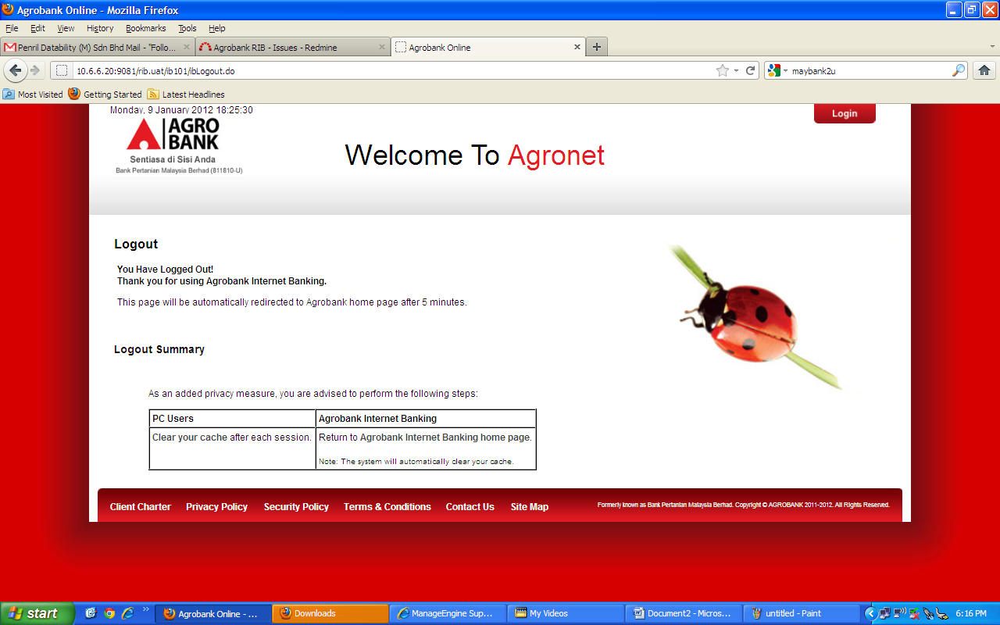 Agrobank Online - Mozilla Firefox
File Edit View History Bookmarks Tools Help
Penril Datability (M) Sdn Bhd Mail - "Follo... Agrobank RIB - Issues - Redmine Agrobank Online
10.6.6.20:9081/rib.uat/ib101/ibLogout.do maybank2u
Most Visited Getting Started Latest Headlines
Monday, 9 January 2012 18:25:30
Login
AGRO
BANK
Sentiasa di Sisi Anda
Bank Pertanian Malaysia Berhad (811810-U)
Welcome To Agronet
Logout
You Have Logged Out!
Thank you for using Agrobank Internet Banking.
This page will be automatically redirected to Agrobank home page after 5 minutes.
Logout Summary
As an added privacy measure, you are advised to perform the following steps:
PC Users Agrobank Internet Banking
Clear your cache after each session. Return to Agrobank Internet Banking home page.
Note: The system will automatically clear your cache.
Client Charter Privacy Policy Security Policy Terms & Conditions Contact Us Site Map Formerly known as Bank Pertanian Malaysia Berhad. Copyright © AGROBANK 2011-2012. All Rights Reserved.
start Agrobank Online - ... Downloads ManageEngine Sup... My Videos Document2 - Micros... untitled - Paint 6:16 PM